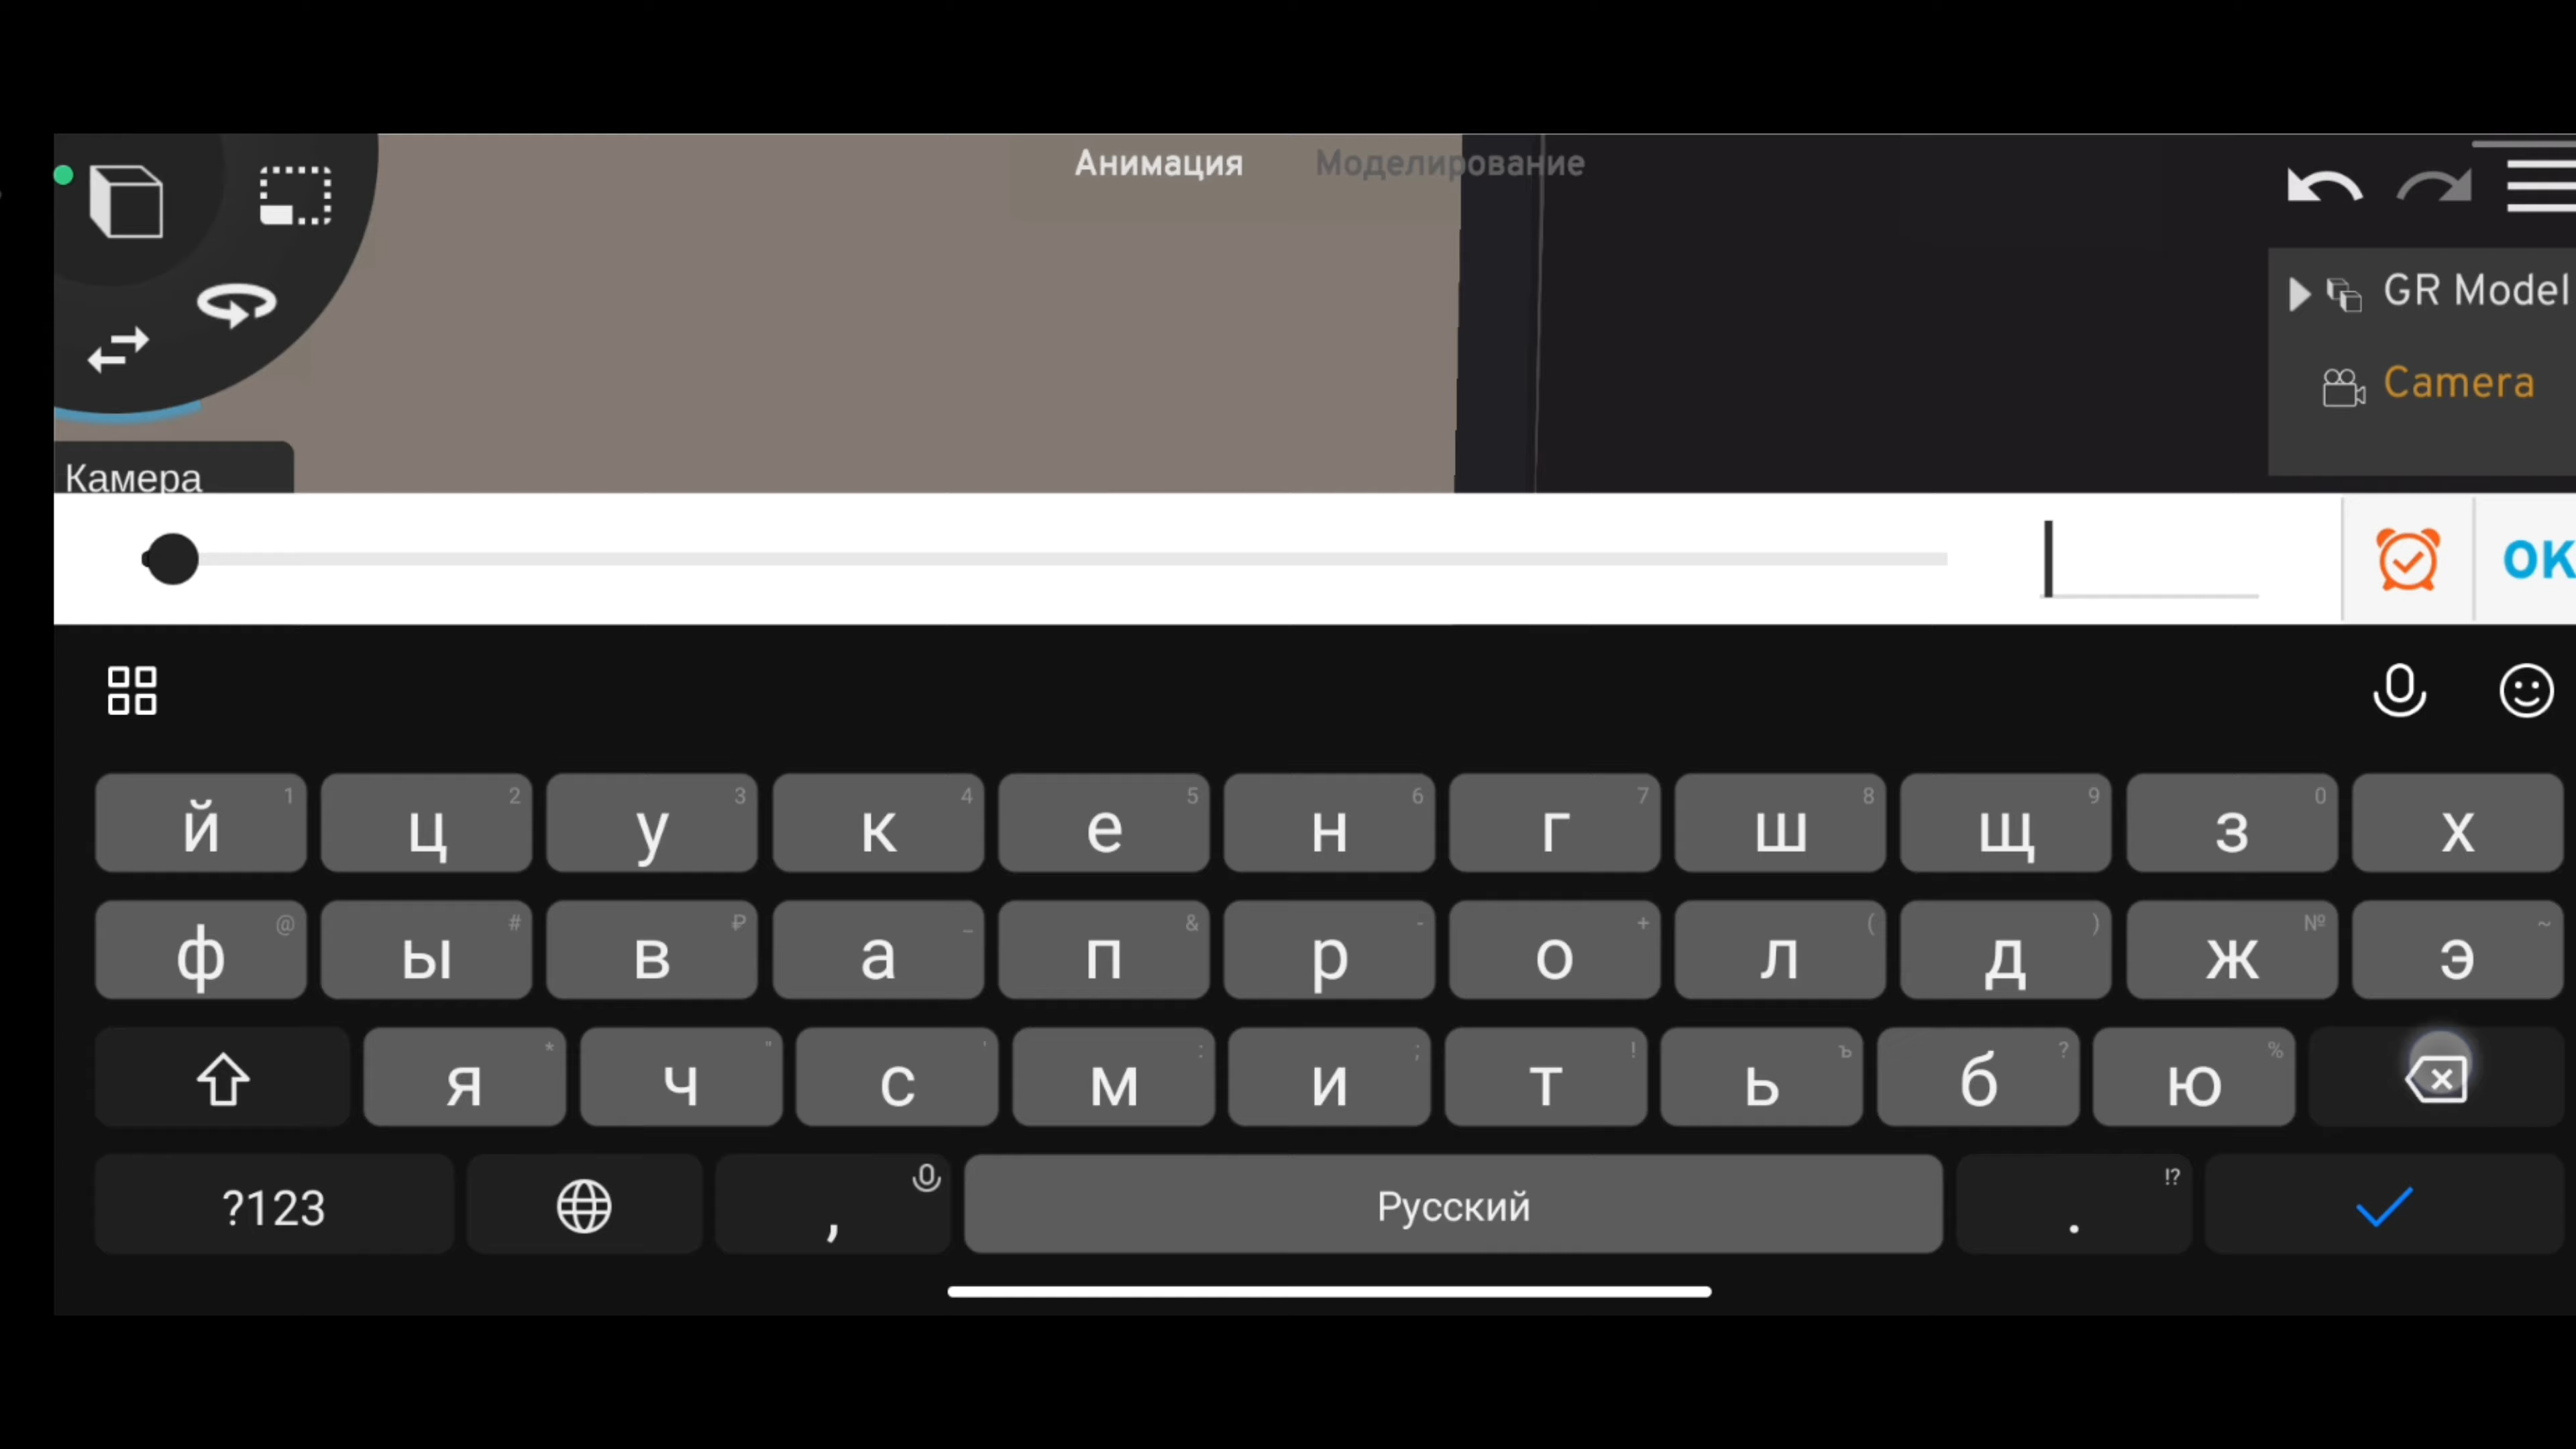 Анимация Моделирование
GR Model
Camera
Камера
OK
й 1 ц 2 у 3 к 4 е 5 н 6 г 7 ш 8 щ 9 з 0 х
ф @ ы # в ₽ а _ п & р - о + л ( д ) ж № э ~
я * ч " с ' м : и ; т ! ь ъ б ? ю %
?123 , Русский . !?